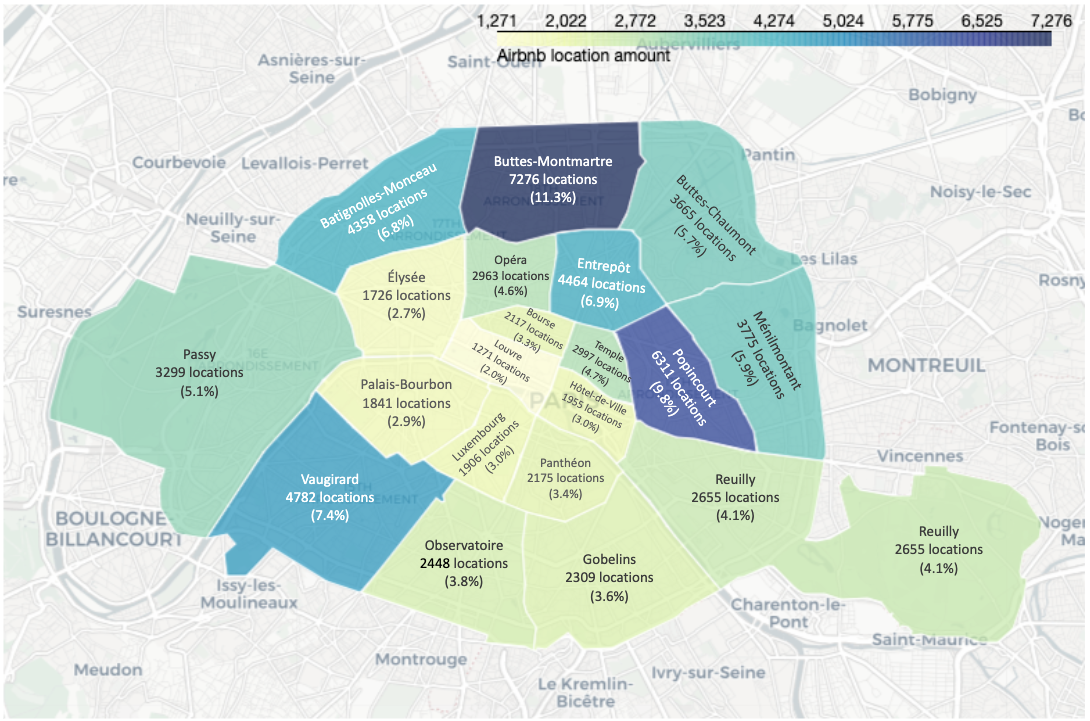 1,271 2,022 2,772 3,523 4,274 5,024 5,775 6,525 7,276
Airbnb location amount
Aubervilliers
Asnières-sur-
Seine
Saint-Ouen
Bobigny
Courbevoie
Levallois-Perret
Pantin
Noisy-le-Sec
Neuilly-sur-
Seine
Les Lilas
Suresnes
Bagnolet
MONTREUIL
Vincennes
BOULOGNE-
BILLANCOURT
Issy-les-
Moulineaux
Charenton-le-
Pont
Saint-Maurice
Montrouge
Ivry-sur-Seine
Meudon
Le Kremlin-
Bicêtre
Buttes-Montmartre
7276 locations
(11.3%)
Batignolles-Monceau
4358 locations
(6.8%)
17TH
ARRONDISSEMENT
Buttes-Chaumont
3665 locations
(5.7%)
Opéra
2963 locations
(4.6%)
Entrepôt
4464 locations
(6.9%)
Élysée
1726 locations
(2.7%)
Bourse
2117 locations
(3.3%)
Louvre
1271 locations
(2.0%)
Temple
2997 locations
(4.7%)
Hôtel-de-Ville
1955 locations
(3.0%)
Popincourt
6311 locations
(9.8%)
Ménilmontant
3775 locations
(5.9%)
Passy
3299 locations
(5.1%)
16E
Palais-Bourbon
1841 locations
(2.9%)
Luxembourg
1906 locations
(3.0%)
Panthéon
2175 locations
(3.4%)
Vaugirard
4782 locations
(7.4%)
Observatoire
2448 locations
(3.8%)
Gobelins
2309 locations
(3.6%)
Reuilly
2655 locations
(4.1%)
Reuilly
2655 locations
(4.1%)